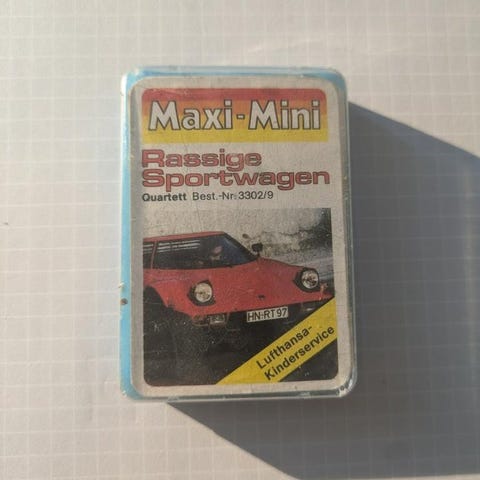 Maxi-Mini
Rassige
Sportwagen
Quartett Best.-Nr. 3302/9
HN-RT 97
Lufthansa-
Kinderservice